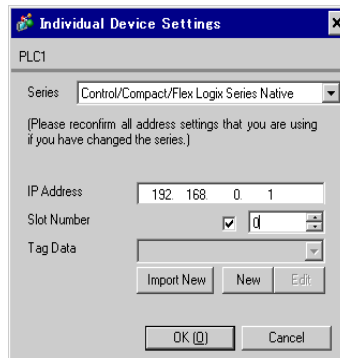 Individual Device Settings
PLC1
Series Control/Compact/Flex Logix Series Native
(Please reconfirm all address settings that you are using
if you have changed the series.)
IP Address 192. 168. 0. 1
Slot Number 0
Tag Data
Import New New Edit
OK (O) Cancel